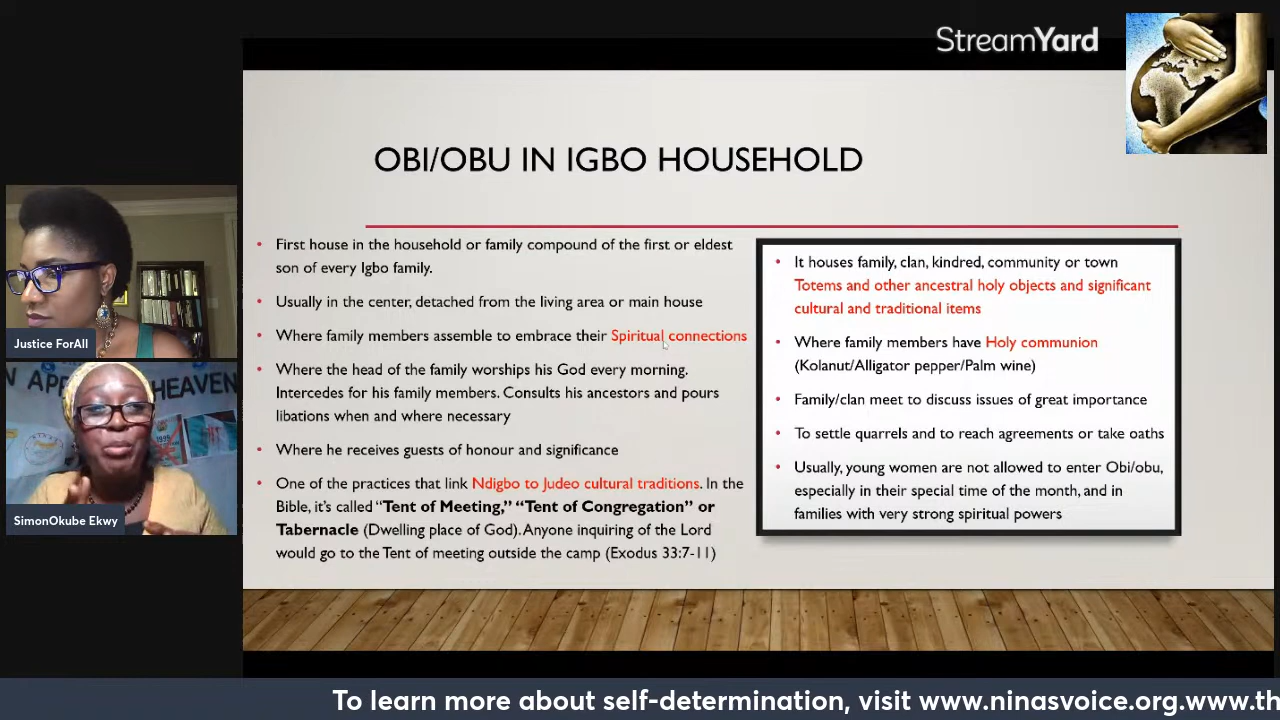 StreamYard
OBI/OBU IN IGBO HOUSEHOLD
• First house in the household or family compound of the first or eldest
son of every Igbo family.
• Usually in the center, detached from the living area or main house
• Where family members assemble to embrace their Spiritual connections
• Where the head of the family worships his God every morning.
Intercedes for his family members. Consults his ancestors and pours
libations when and where necessary
• Where he receives guests of honour and significance
• One of the practices that link Ndigbo to Judeo cultural traditions. In the
Bible, it's called “Tent of Meeting,” “Tent of Congregation” or
Tabernacle (Dwelling place of God). Anyone inquiring of the Lord
would go to the Tent of meeting outside the camp (Exodus 33:7-11)
• It houses family, clan, kindred, community or town
Totems and other ancestral holy objects and significant
cultural and traditional items
• Where family members have Holy communion
(Kolanut/Alligator pepper/Palm wine)
• Family/clan meet to discuss issues of great importance
• To settle quarrels and to reach agreements or take oaths
• Usually, young women are not allowed to enter Obi/obu,
especially in their special time of the month, and in
families with very strong spiritual powers
Justice ForAll
HEAVEN
SimonOkube Ekwy
To learn more about self-determination, visit www.ninasvoice.org.www.th